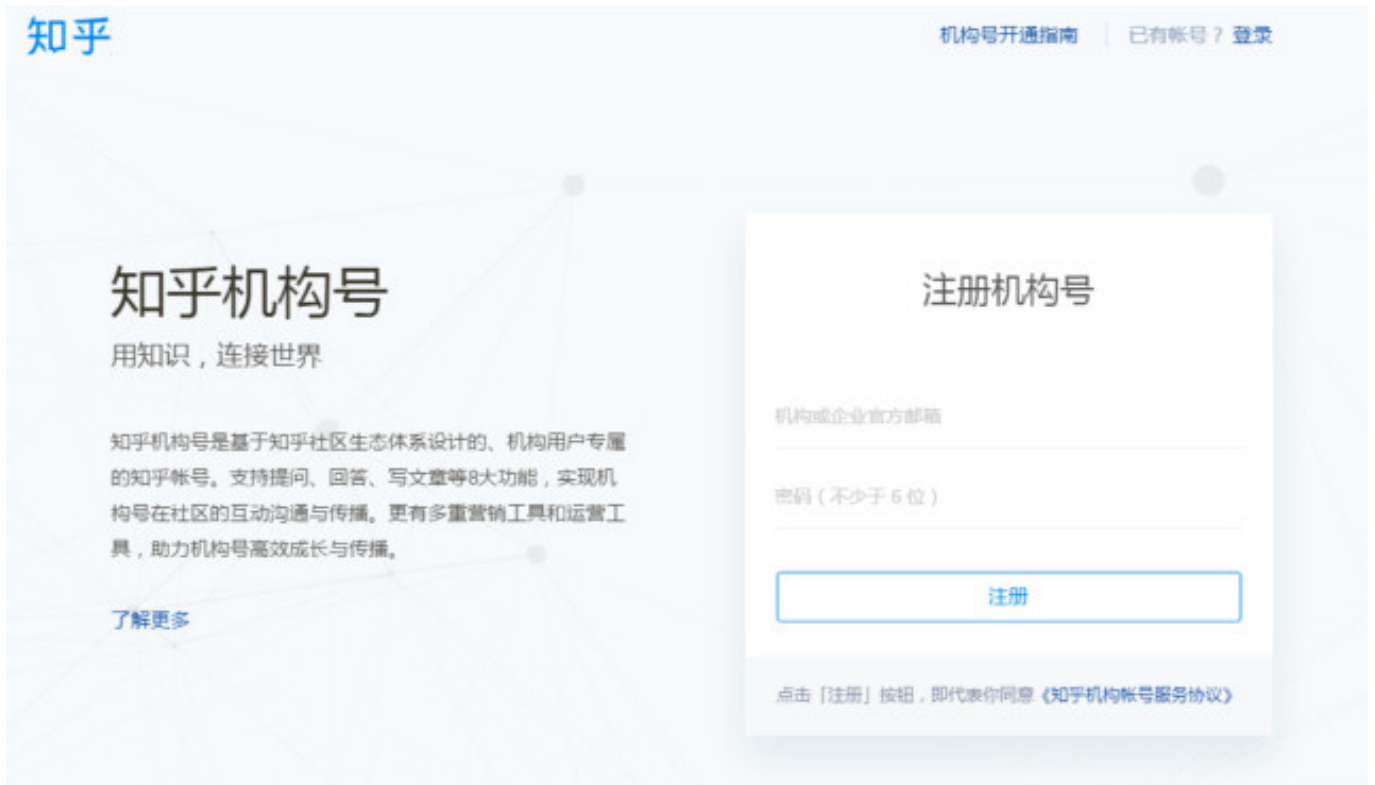 知乎
机构号开通指南 已有帐号？登录
知乎机构号
用知识，连接世界
知乎机构号是基于知乎社区生态体系设计的、机构用户专属
的知乎帐号。支持提问、回答、写文章等8大功能，实现机
构号在社区的互动沟通与传播。更有多重营销工具和运营工
具，助力机构号高效成长与传播。
了解更多
注册机构号
机构或企业官方邮箱
密码（不少于 6 位）
注册
点击「注册」按钮，即代表你同意《知乎机构帐号服务协议》